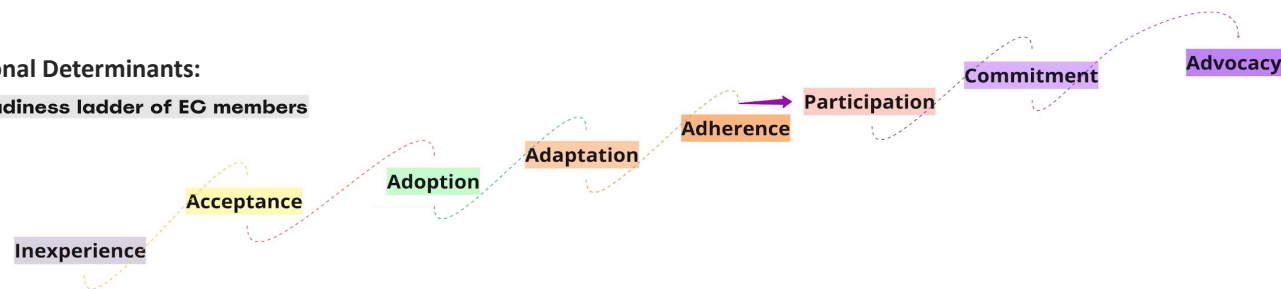 onal Determinants:
adiness ladder of EC members
Inexperience
Acceptance
Adoption
Adaptation
Adherence
Participation
Commitment
Advocacy